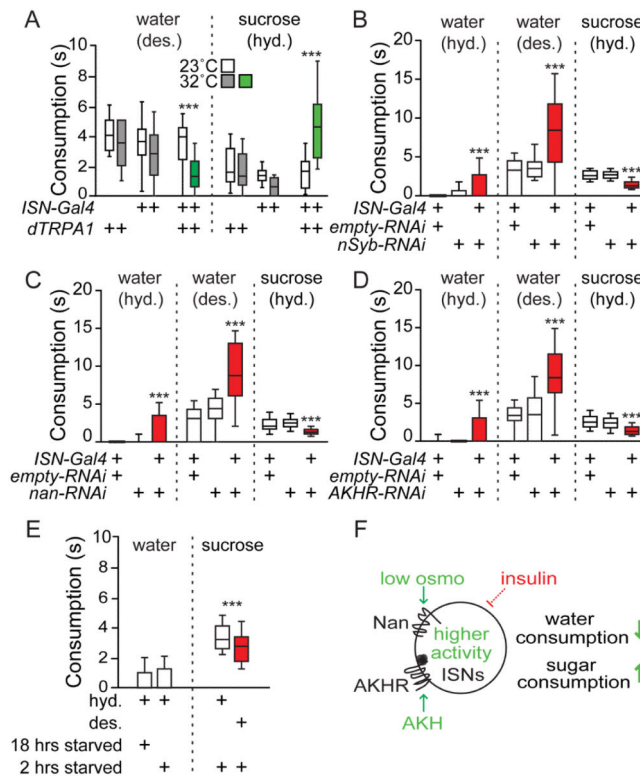 A
water
(des.)
sucrose
(hyd.)
23°C
32°C
***
***
Consumption (s)
10
8
6
4
2
0
ISN-Gal4 ++ ++ ++ ++
dTRPA1 ++ ++ ++ ++
B
water
(hyd.)
water
(des.)
sucrose
(hyd.)
***
***
***
Consumption (s)
20
15
10
5
0
ISN-Gal4 + + + + + +
empty-RNAi + + +
nSyb-RNAi + + + + + +
C
water
(hyd.)
water
(des.)
sucrose
(hyd.)
***
***
***
Consumption (s)
20
15
10
5
0
ISN-Gal4 + + + + + +
empty-RNAi + + +
nan-RNAi + + + + + +
D
water
(hyd.)
water
(des.)
sucrose
(hyd.)
***
***
***
Consumption (s)
20
15
10
5
0
ISN-Gal4 + + + + + +
empty-RNAi + + +
AKHR-RNAi + + + + + +
E
water
sucrose
***
Consumption (s)
10
8
6
4
2
0
hyd. + + +
des. +
18 hrs starved +
2 hrs starved + + +
F
low osmo
insulin
Nan
higher
activity
ISNs
AKHR
AKH
water
consumption
sugar
consumption